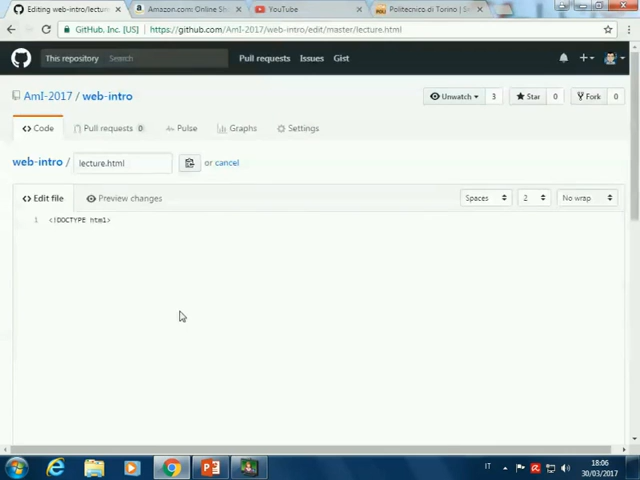 Editing web-intro/lectur
Amazon.com: Online Sh
YouTube
Politecnico di Torino | S
GitHub, Inc. [US]
https://github.com/AmI-2017/web-intro/edit/master/lecture.html
This repository
Search
Pull requests
Issues
Gist
AmI-2017 / web-intro
Unwatch
3
Star
0
Fork
0
Code
Pull requests 0
Pulse
Graphs
Settings
web-intro /
lecture.html
or cancel
Edit file
Preview changes
Spaces
2
No wrap
1
<!DOCTYPE html>
IT
18:06
30/03/2017